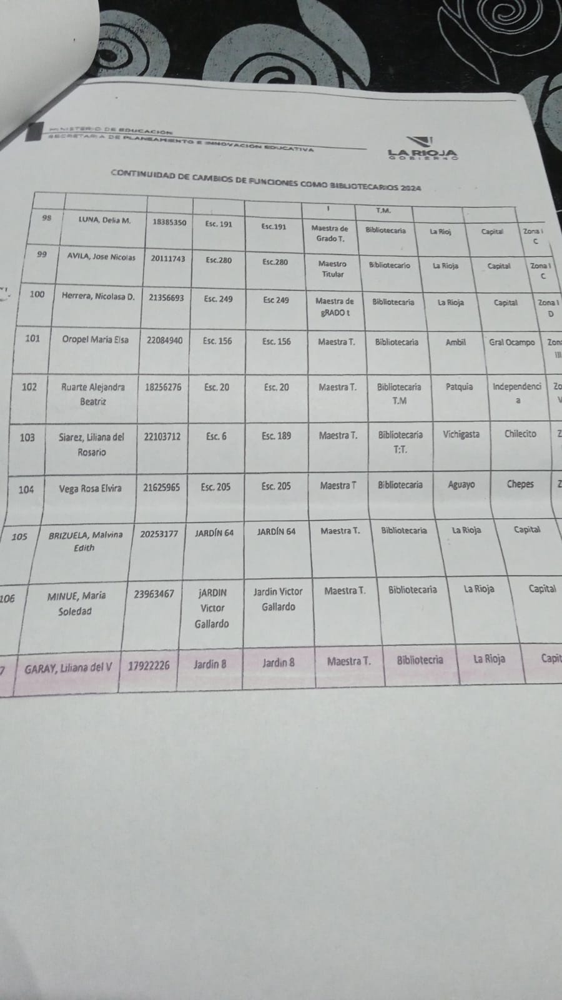 MINISTERIO DE EDUCACION
SECRETARIA DE PLANEAMIENTO E INNOVACION EDUCATIVA
LA RIOJA
GOBIERNO
CONTINUIDAD DE CAMBIOS DE FUNCIONES COMO BIBLIOTECARIOS 2024
T.M.
98 LUNA, Delia M. 18385350 Esc. 191 Esc.191 Maestra de Grado T. Bibliotecaria La Rioj Capital Zona I C
99 AVILA, Jose Nicolas 20111743 Esc.280 Esc.280 Maestro Titular Bibliotecario La Rioja Capital Zona I C
100 Herrera, Nicolasa D. 21356693 Esc. 249 Esc 249 Maestra de gRADO t Bibliotecaria La Rioja Capital Zona I D
101 Oropel Maria Elsa 22084940 Esc. 156 Esc. 156 Maestra T. Bibliotecaria Ambil Gral Ocampo Zon III
102 Ruarte Alejandra Beatriz 18256276 Esc. 20 Esc. 20 Maestra T. Bibliotecaria T.M Patquia Independenci a Zo V
103 Siarez, Liliana del Rosario 22103712 Esc. 6 Esc. 189 Maestra T. Bibliotecaria T:T. Vichigasta Chilecito Z
104 Vega Rosa Elvira 21625965 Esc. 205 Esc. 205 Maestra T Bibliotecaria Aguayo Chepes Z
105 BRIZUELA, Malvina Edith 20253177 JARDÍN 64 JARDÍN 64 Maestra T. Bibliotecaria La Rioja Capital
106 MINUE, Maria Soledad 23963467 jARDIN Victor Gallardo Jardin Victor Gallardo Maestra T. Bibliotecaria La Rioja Capital
7 GARAY, Liliana del V 17922226 Jardin 8 Jardin 8 Maestra T. Bibliotecria La Rioja Capit